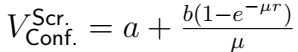 $V_{\text{Conf.}}^{\text{Scr.}} = a + \frac{b(1-e^{-\mu r})}{\mu}$